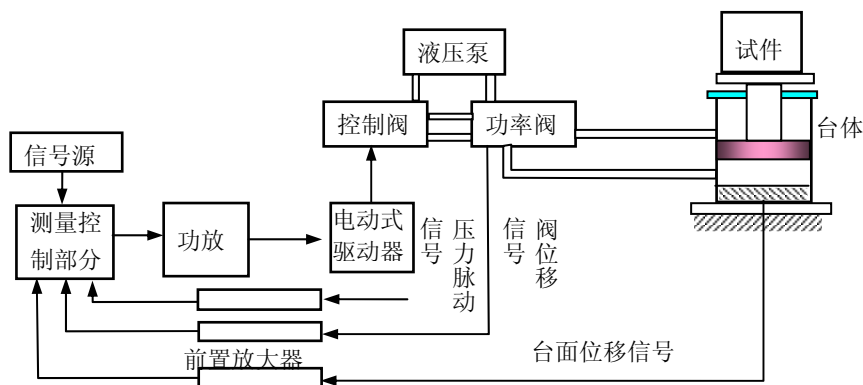 试件
液压泵
控制阀
功率阀
台体
信号源
测量控
制部分
功放
电动式
驱动器
压力脉动
信号
阀位移
信号
前置放大器
台面位移信号